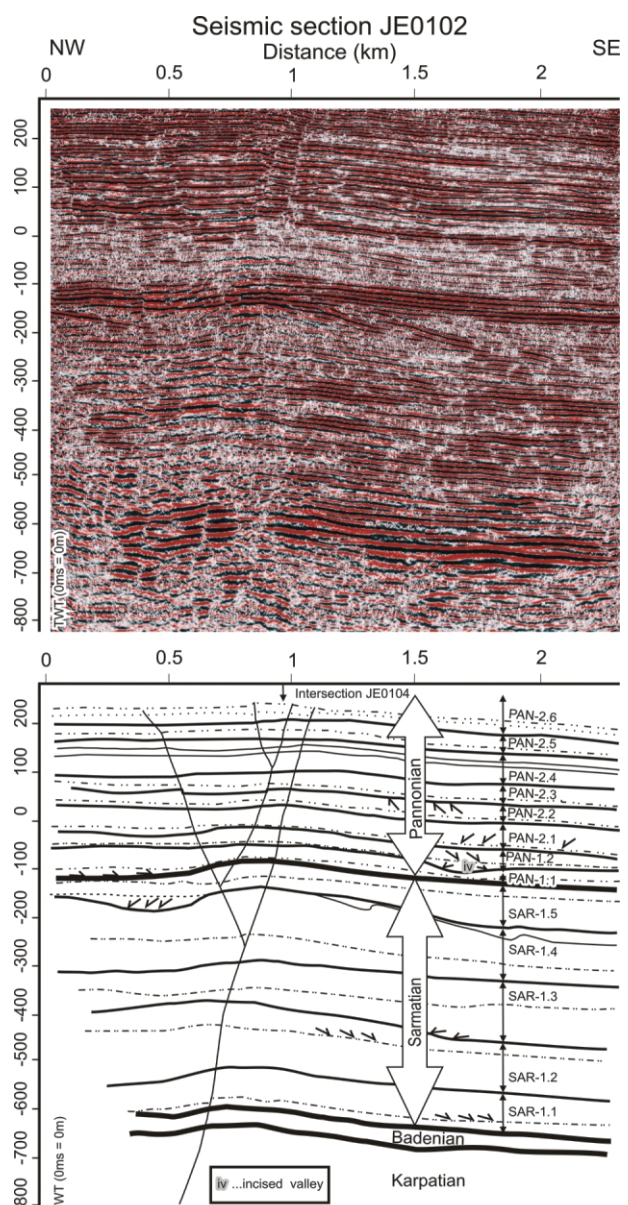 Seismic section JE0102
NW Distance (km) SE
0 0.5 1 1.5 2
200
100
0
-100
-200
-300
-400
-500
-600
-700
-800
TWT (0ms = 0m)
0 0.5 1 1.5 2
Intersection JE0104
200
100
0
-100
-200
-300
-400
-500
-600
-700
800
WT (0ms = 0m)
Pannonian
Sarmatian
PAN-2.6
PAN-2.5
PAN-2.4
PAN-2.3
PAN-2.2
PAN-2.1
PAN-1.2
PAN-1.1
iv
SAR-1.5
SAR-1.4
SAR-1.3
SAR-1.2
SAR-1.1
Badenian
Karpatian
iv ...incised valley